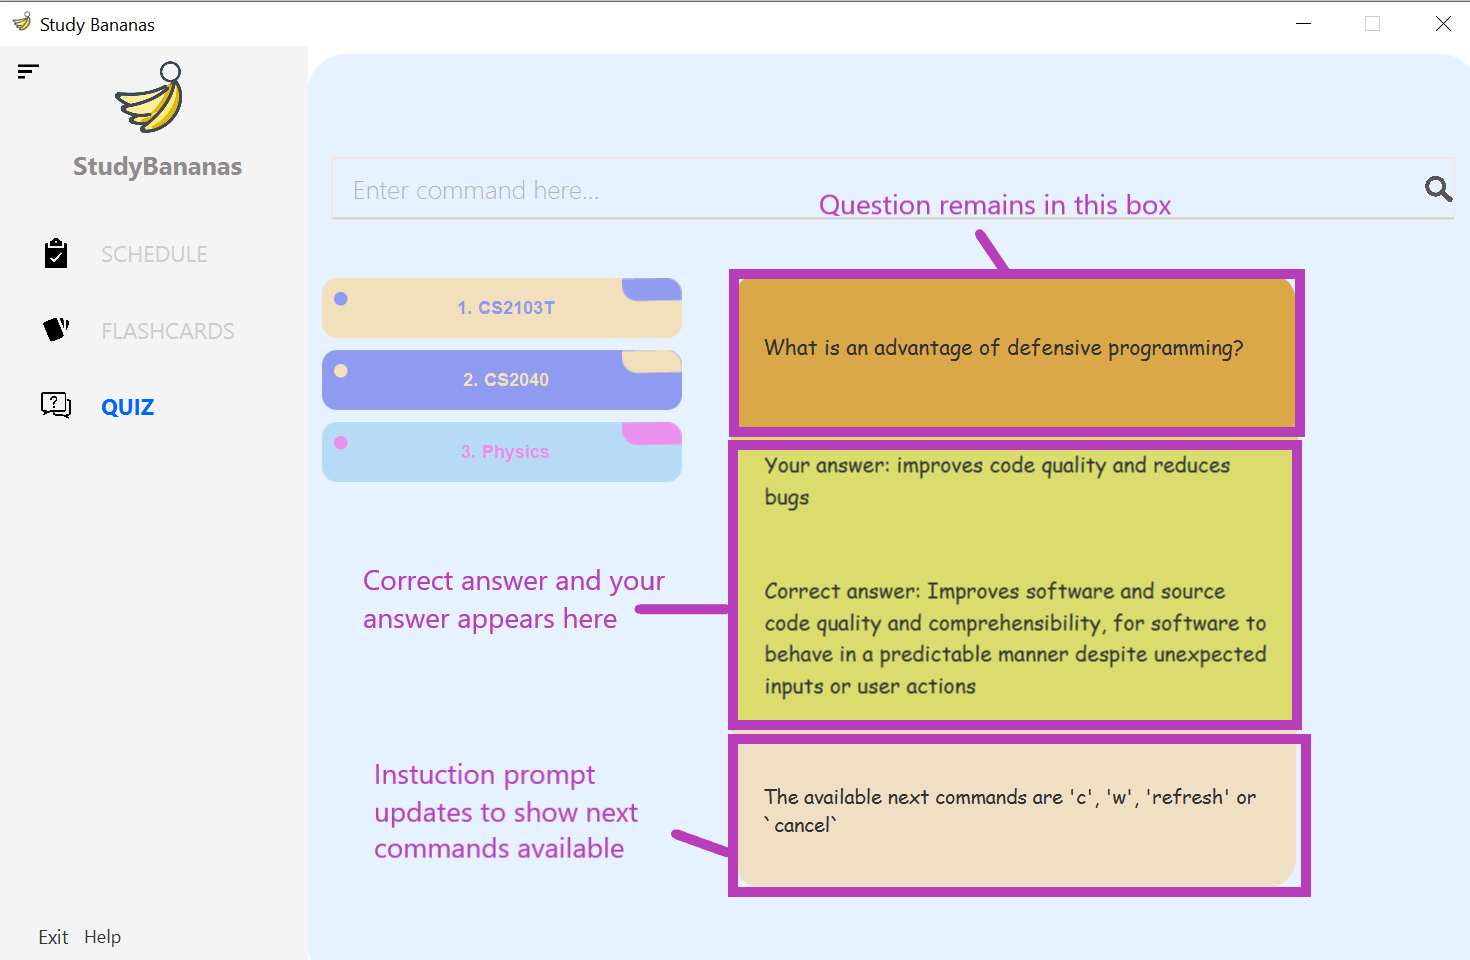 Study Bananas
StudyBananas
SCHEDULE
FLASHCARDS
QUIZ
Exit Help
Enter command here...
Question remains in this box
1. CS2103T
2. CS2040
3. Physics
What is an advantage of defensive programming?
Your answer: improves code quality and reduces
bugs
Correct answer: Improves software and source
code quality and comprehensibility, for software to
behave in a predictable manner despite unexpected
inputs or user actions
Correct answer and your
answer appears here
Instuction prompt
updates to show next
commands available
The available next commands are 'c', 'w', 'refresh' or
`cancel`